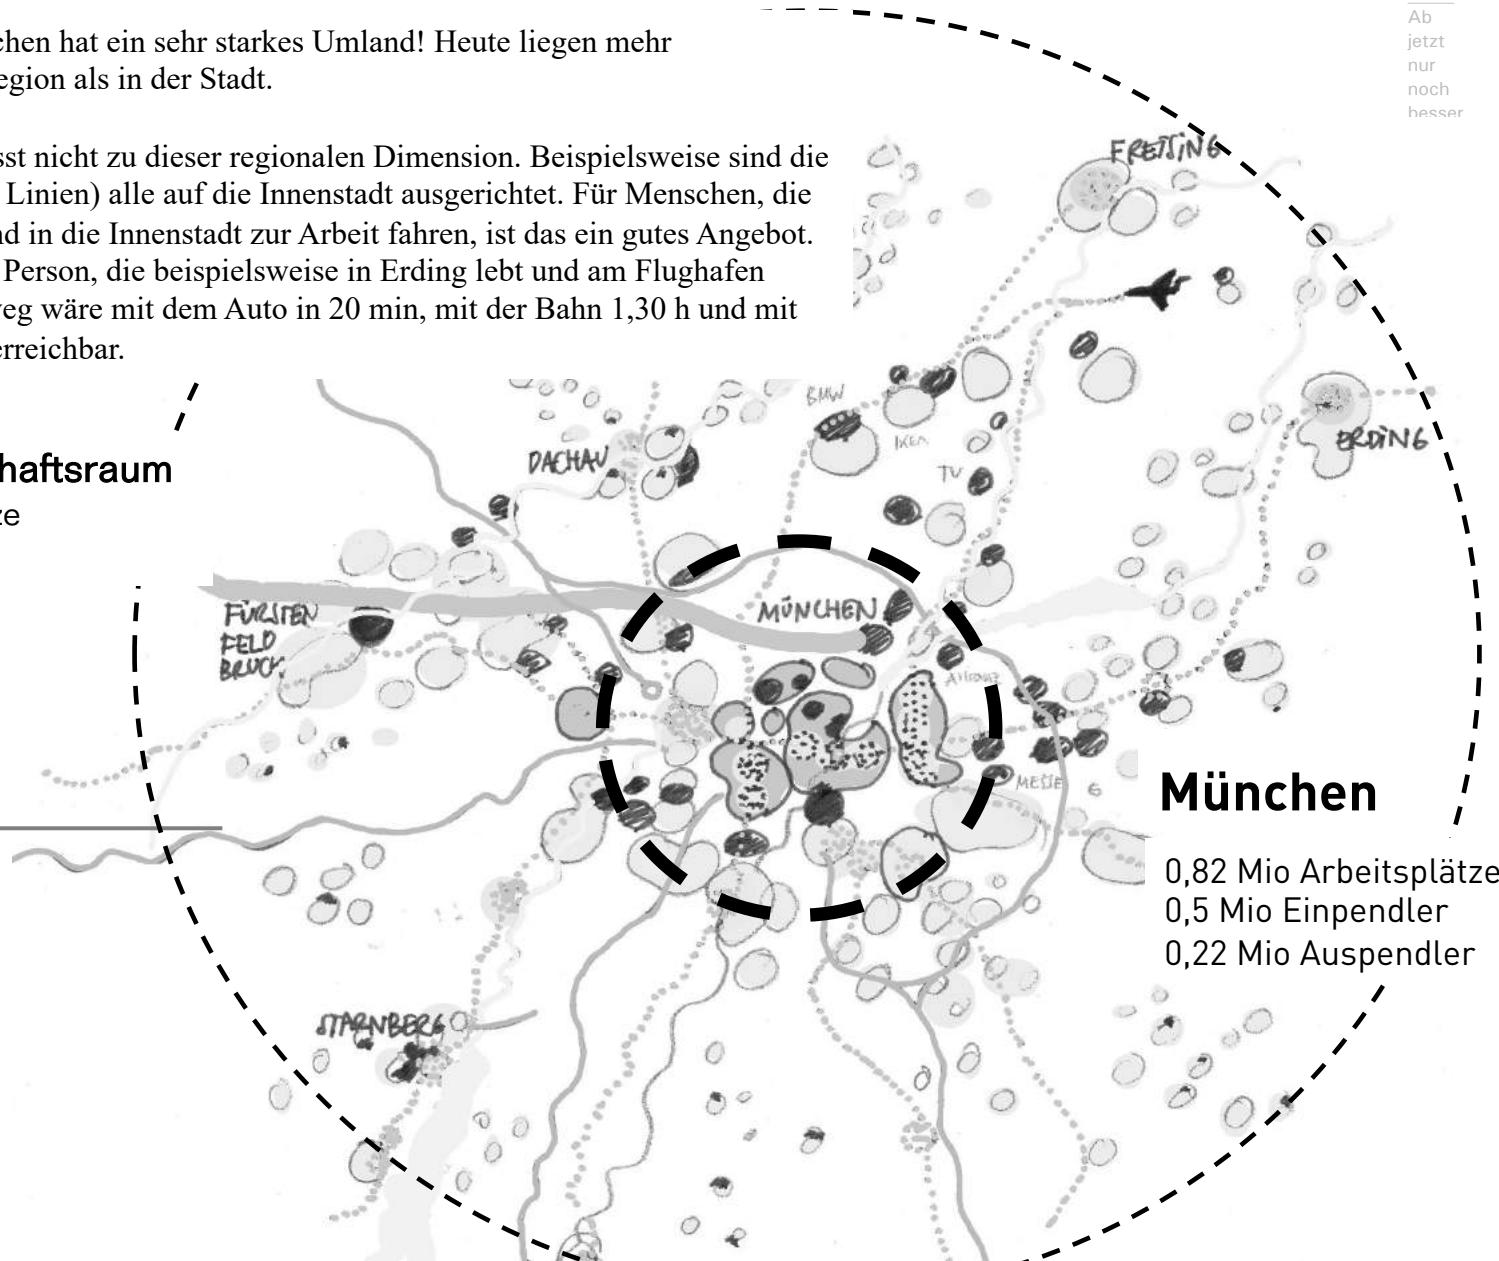 chen hat ein sehr starkes Umland! Heute liegen mehr
egion als in der Stadt.
sst nicht zu dieser regionalen Dimension. Beispielsweise sind die
Linien) alle auf die Innenstadt ausgerichtet. Für Menschen, die
nd in die Innenstadt zur Arbeit fahren, ist das ein gutes Angebot.
Person, die beispielsweise in Erding lebt und am Flughafen
veg wäre mit dem Auto in 20 min, mit der Bahn 1,30 h und mit
erreichbar.
Ab
jetzt
nur
noch
besser
FREISING
BMW
IKEA
DACHAU
TU
ERDING
haftsraum
ze
FÜRSTEN
FELD
BRUCK
MÜNCHEN
Allianz
MESSE
München
0,82 Mio Arbeitsplätze
0,5 Mio Einpendler
0,22 Mio Auspendler
STARNBERG